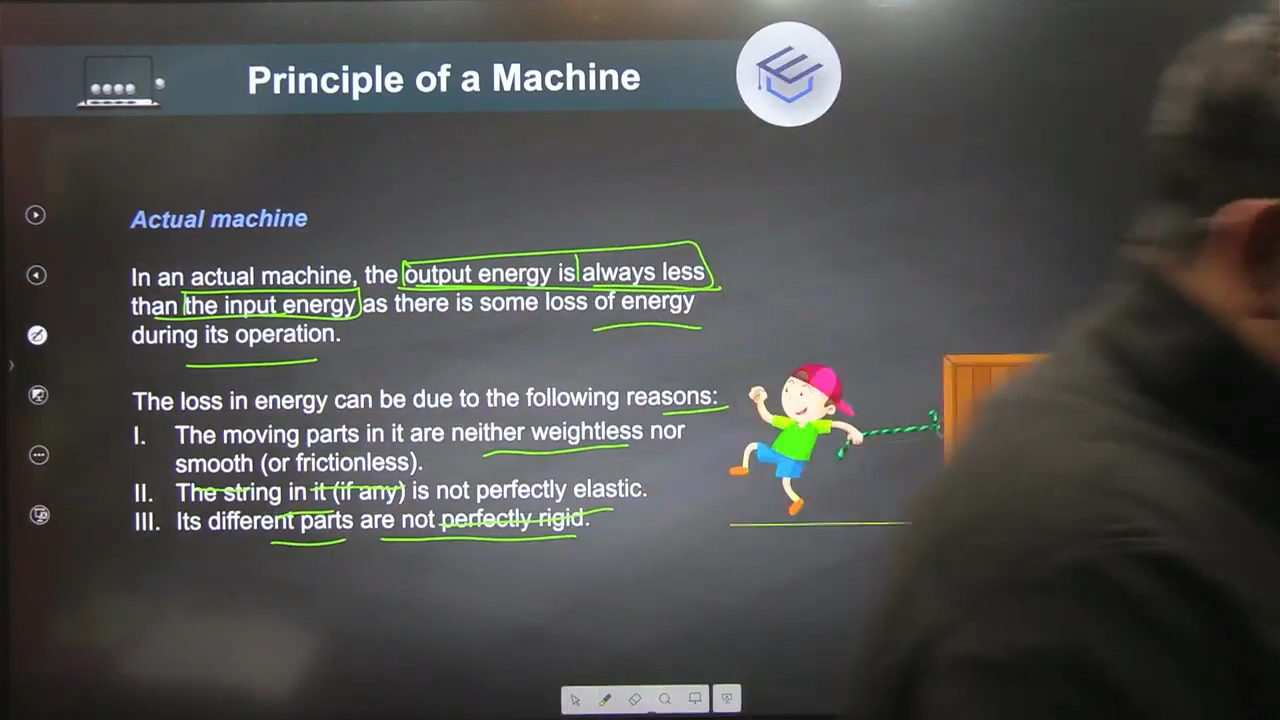 Principle of a Machine
Actual machine
In an actual machine, the output energy is always less
than the input energy as there is some loss of energy
during its operation.
The loss in energy can be due to the following reasons:
I. The moving parts in it are neither weightless nor
smooth (or frictionless).
II. The string in it (if any) is not perfectly elastic.
III. Its different parts are not perfectly rigid.